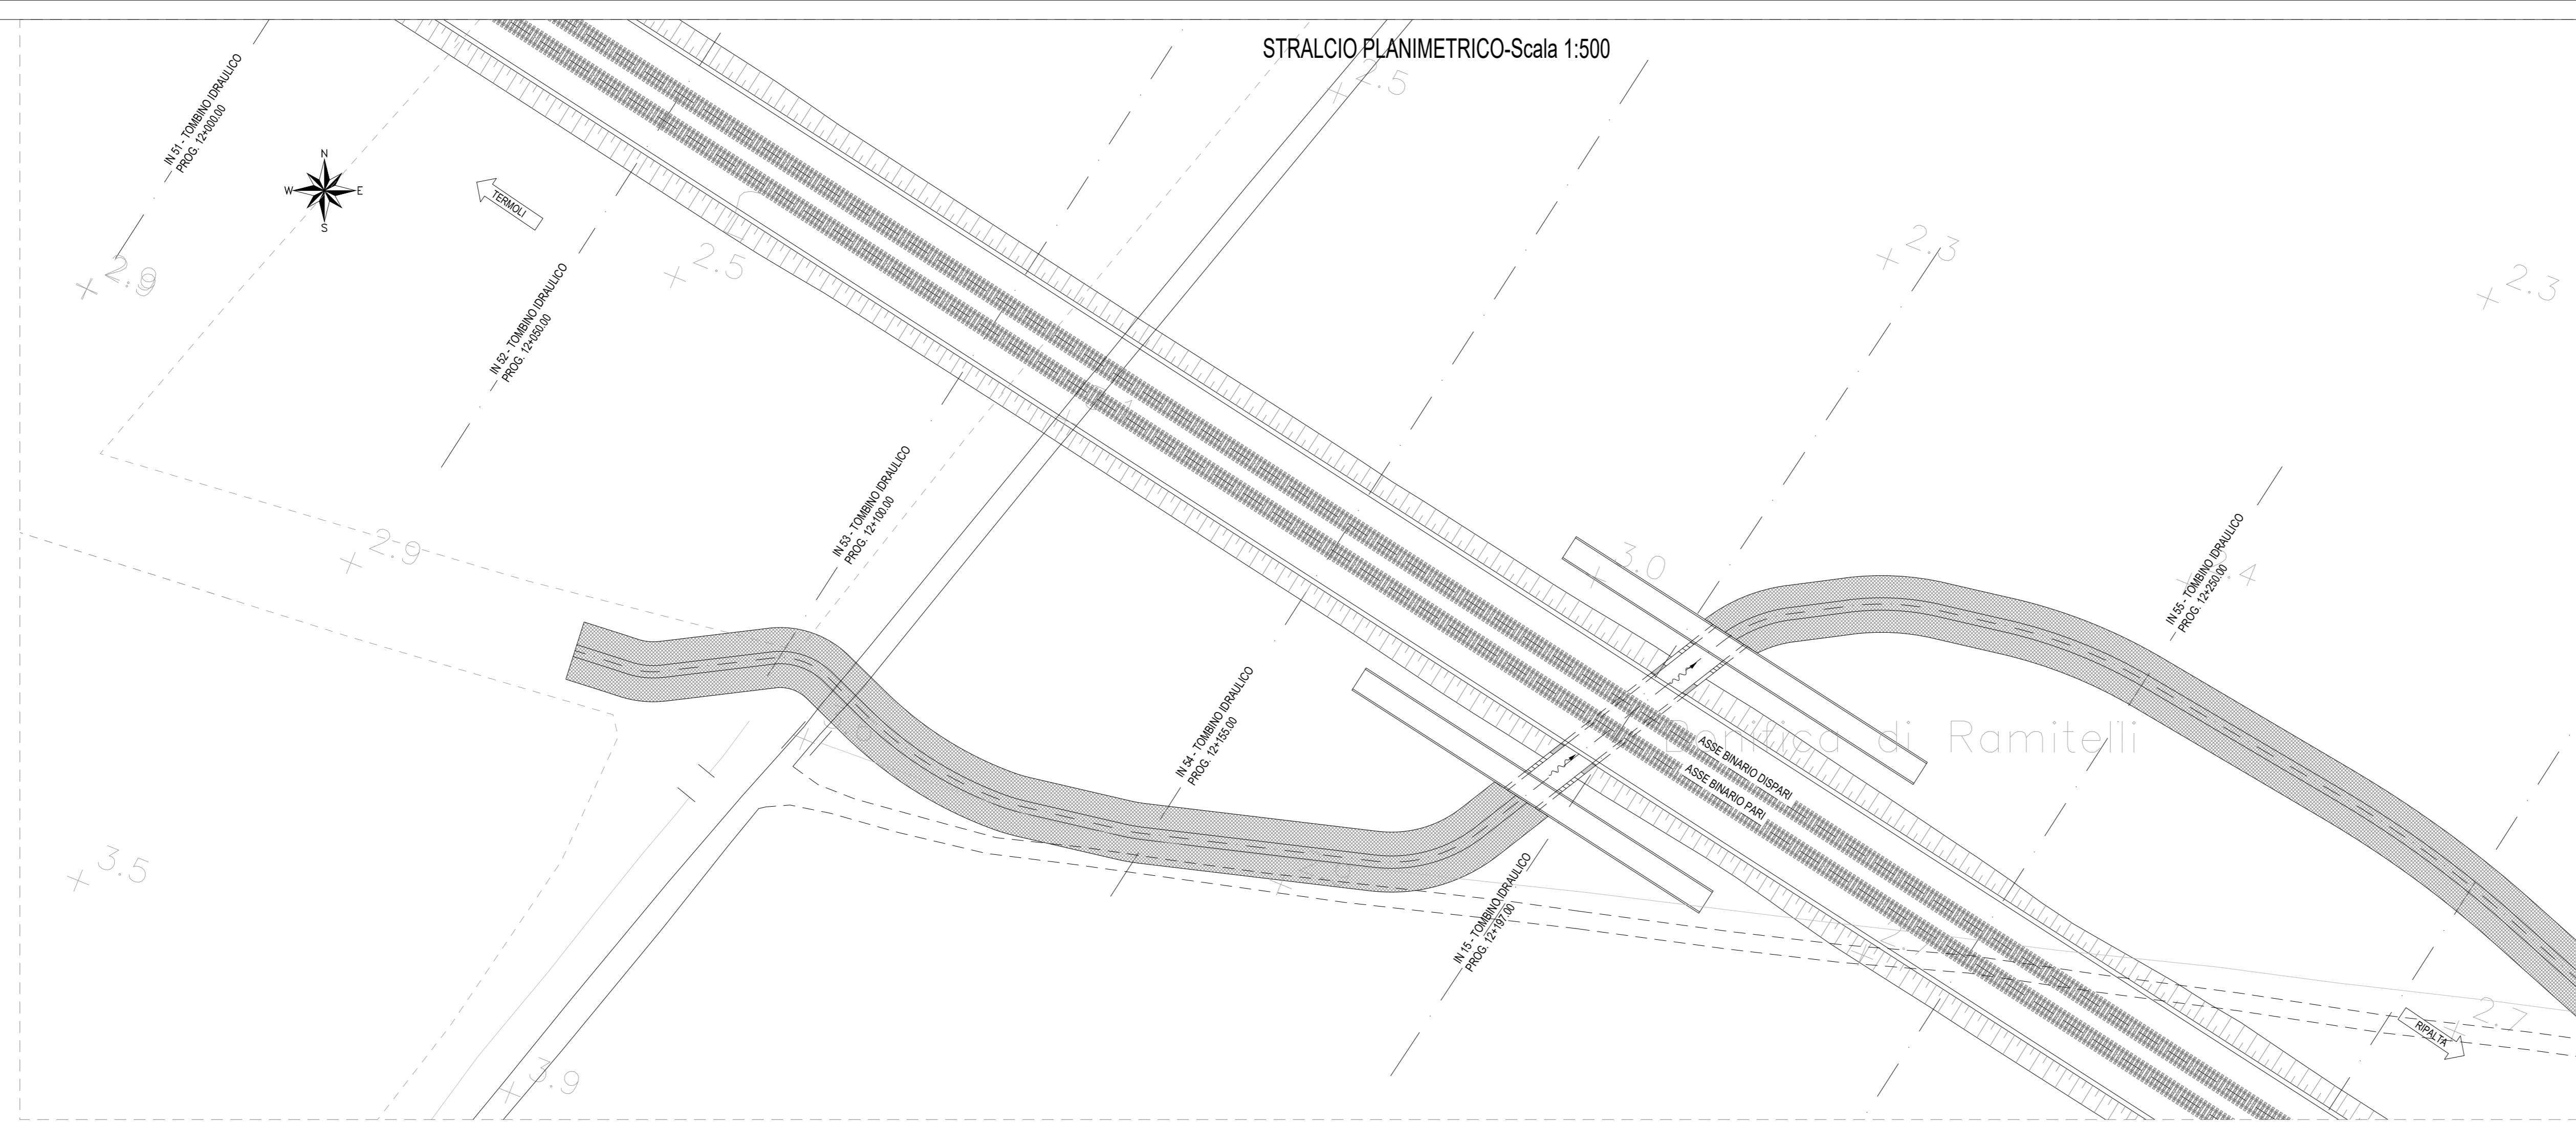 STRALCIO PLANIMETRICO-Scala 1:500
2.5
IN 51 - TOMBINO IDRAULICO
PROG. 12+000.00
N
W
E
S
TERMOLI
2.9
2.5
2.3
2.3
IN 52 - TOMBINO IDRAULICO
PROG. 12+050.00
IN 53 - TOMBINO IDRAULICO
PROG. 12+100.00
2.9
3.0
IN 55 - TOMBINO IDRAULICO
PROG. 12+250.00
IN 54 - TOMBINO IDRAULICO
PROG. 12+155.00
Bonifica di Ramitelli
ASSE BINARIO DISPARI
ASSE BINARIO PARI
3.5
IN 15 - TOMBINO IDRAULICO
PROG. 12+197.00
2.7
RIPALTA
3.9